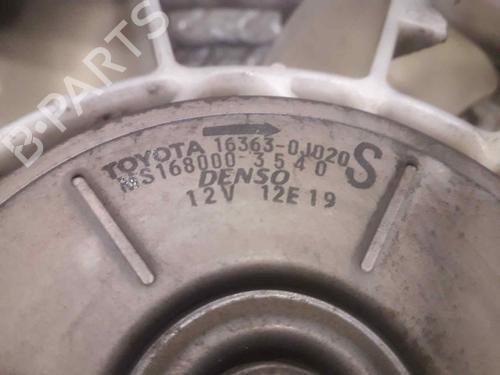 B-PARTS
TOYOTA 16363-0J020 S
MS168000-3540
DENSO
12V 12E19